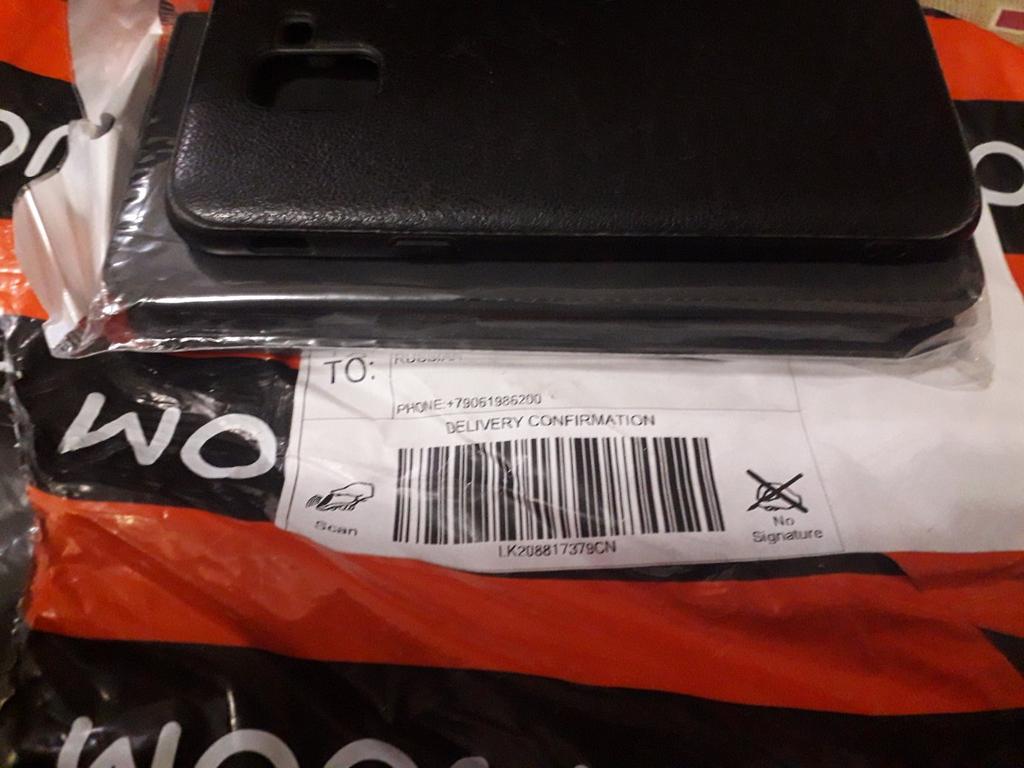 WO
TO:
PHONE:+79061986200
DELIVERY CONFIRMATION
Scan
No
Signature
LK208817379CN